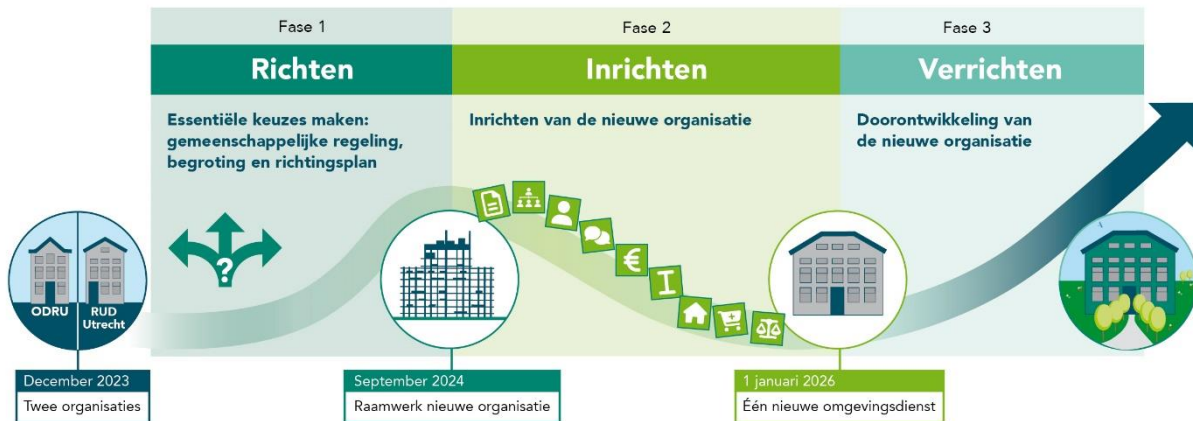 Fase 1
Richten
Essentiële keuzes maken:
gemeenschappelijke regeling,
begroting en richtingsplan
Fase 2
Inrichten
Inrichten van de nieuwe organisatie
Fase 3
Verrichten
Doorontwikkeling van
de nieuwe organisatie
?
€
ODRU
RUD
Utrecht
December 2023
Twee organisaties
September 2024
Raamwerk nieuwe organisatie
1 januari 2026
Één nieuwe omgevingsdienst